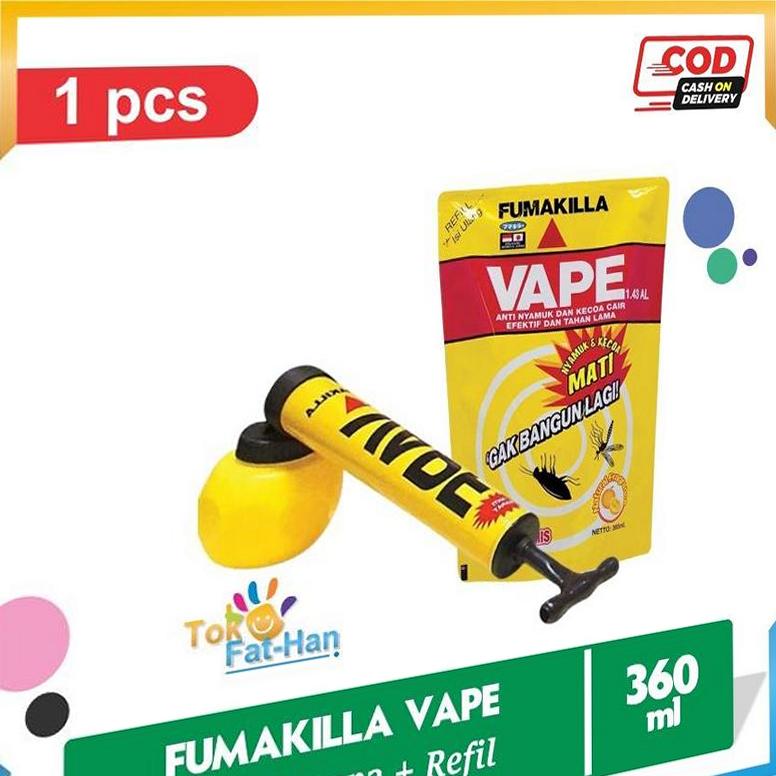 1 pcs
COD
CASH ON
DELIVERY
REFILL
Isi Ulang
FUMAKILLA
VAPE
1.43 AL
ANTI NYAMUK DAN KECOA CAIR
EFEKTIF DAN TAHAN LAMA
NYAMUK & KECOA
MATI
'GAK BANGUN LAGI!
NETTO: 360mL
VAPE
Toko
Fat-Han
FUMAKILLA VAPE
+ Refil
360
ml